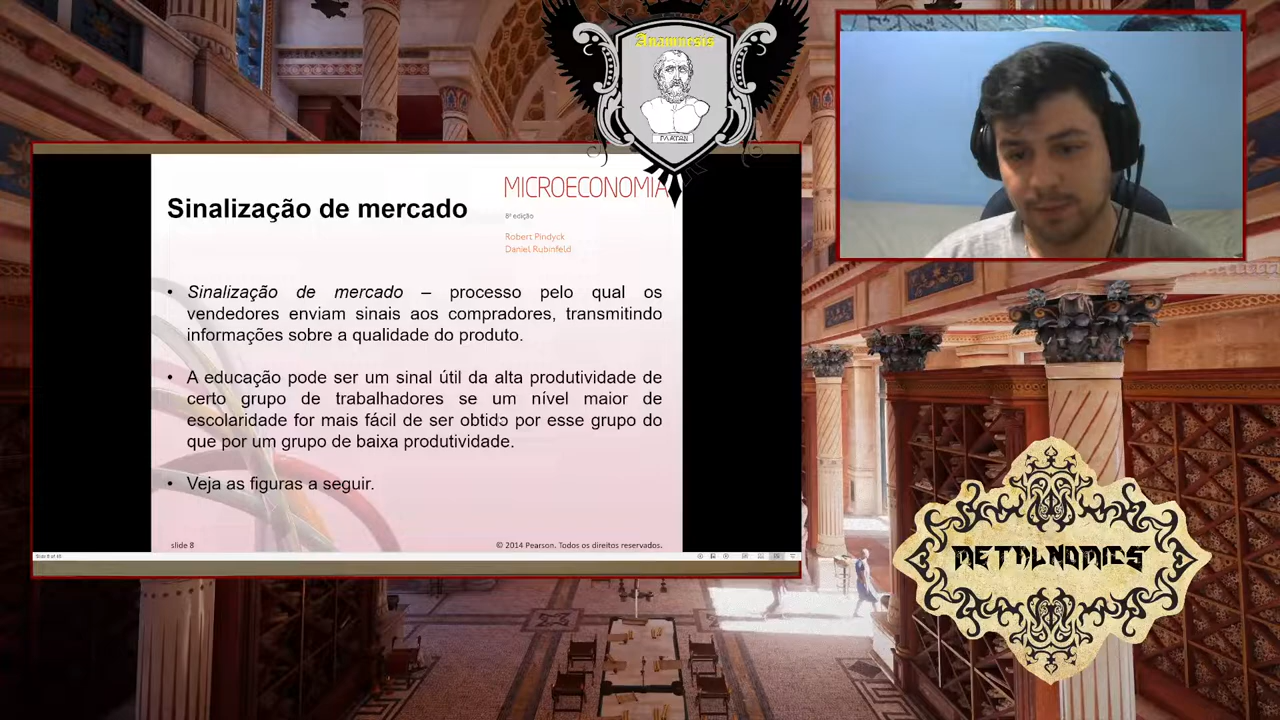 Anamnesis
ΠΛΑΤΩΝ
MICROECONOMIA
8ª edição
Robert Pindyck
Daniel Rubinfeld
Sinalização de mercado
• Sinalização de mercado – processo pelo qual os
vendedores enviam sinais aos compradores, transmitindo
informações sobre a qualidade do produto.
• A educação pode ser um sinal útil da alta produtividade de
certo grupo de trabalhadores se um nível maior de
escolaridade for mais fácil de ser obtido por esse grupo do
que por um grupo de baixa produtividade.
• Veja as figuras a seguir.
slide 8
© 2014 Pearson. Todos os direitos reservados.
METALNOMICS